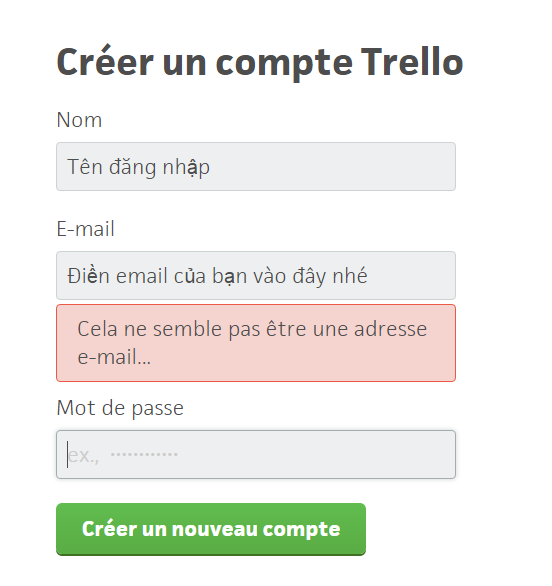 Créer un compte Trello
Nom
Tên đăng nhập
E-mail
Điền email của bạn vào đây nhé
Cela ne semble pas être une adresse
e-mail...
Mot de passe
ex., ••••••••••••
Créer un nouveau compte